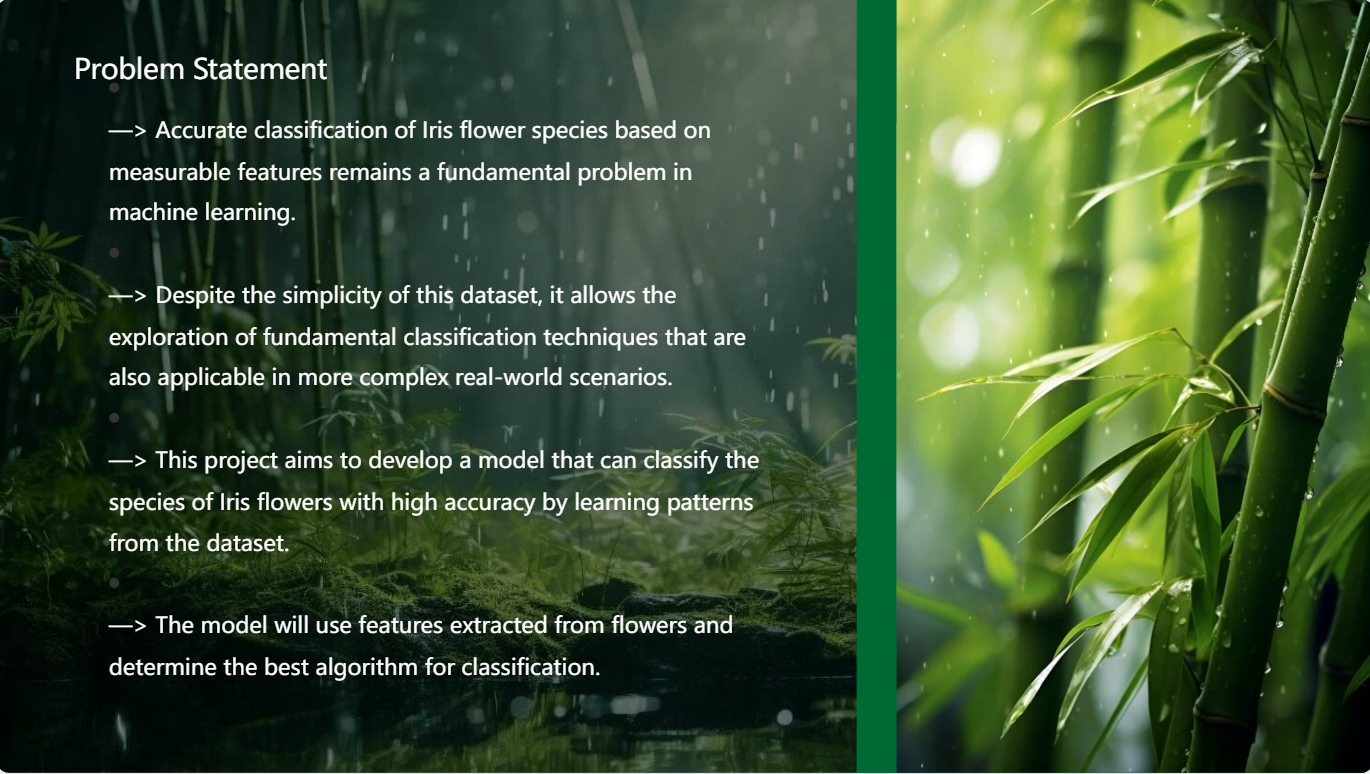 Problem Statement
—> Accurate classification of Iris flower species based on
measurable features remains a fundamental problem in
machine learning.
—> Despite the simplicity of this dataset, it allows the
exploration of fundamental classification techniques that are
also applicable in more complex real-world scenarios.
—> This project aims to develop a model that can classify the
species of Iris flowers with high accuracy by learning patterns
from the dataset.
—> The model will use features extracted from flowers and
determine the best algorithm for classification.